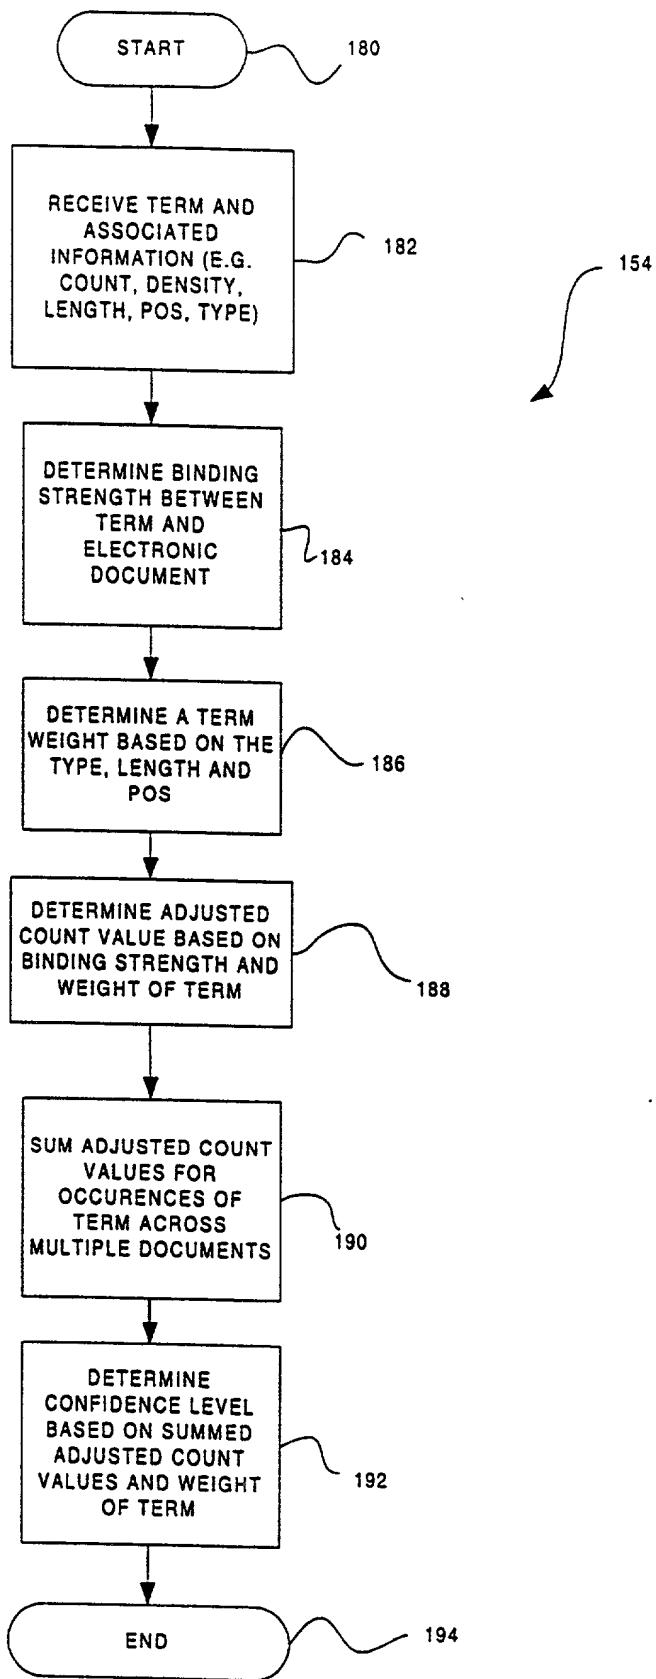 START
180
RECEIVE TERM AND
ASSOCIATED
INFORMATION (E.G.
COUNT, DENSITY,
LENGTH, POS, TYPE)
182
154
DETERMINE BINDING
STRENGTH BETWEEN
TERM AND
ELECTRONIC
DOCUMENT
184
DETERMINE A TERM
WEIGHT BASED ON THE
TYPE, LENGTH AND
POS
186
DETERMINE ADJUSTED
COUNT VALUE BASED ON
BINDING STRENGTH AND
WEIGHT OF TERM
188
SUM ADJUSTED COUNT
VALUES FOR
OCCURENCES OF
TERM ACROSS
MULTIPLE DOCUMENTS
190
DETERMINE
CONFIDENCE LEVEL
BASED ON SUMMED
ADJUSTED COUNT
VALUES AND WEIGHT
OF TERM
192
END
194